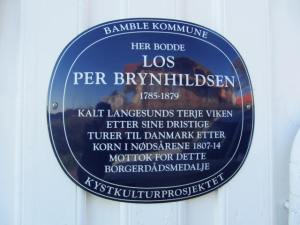 BAMBLE KOMMUNE
HER BODDE
LOS
PER BRYNHILDSEN
1785-1879
KALT LANGESUNDS TERJE VIKEN
ETTER SINE DRISTIGE
TURER TIL DANMARK ETTER
KORN I NØDSÅRENE 1807-14
MOTTOK FOR DETTE
BORGERDÅDSMEDALJE
KYSTKULTURPROSJEKTET